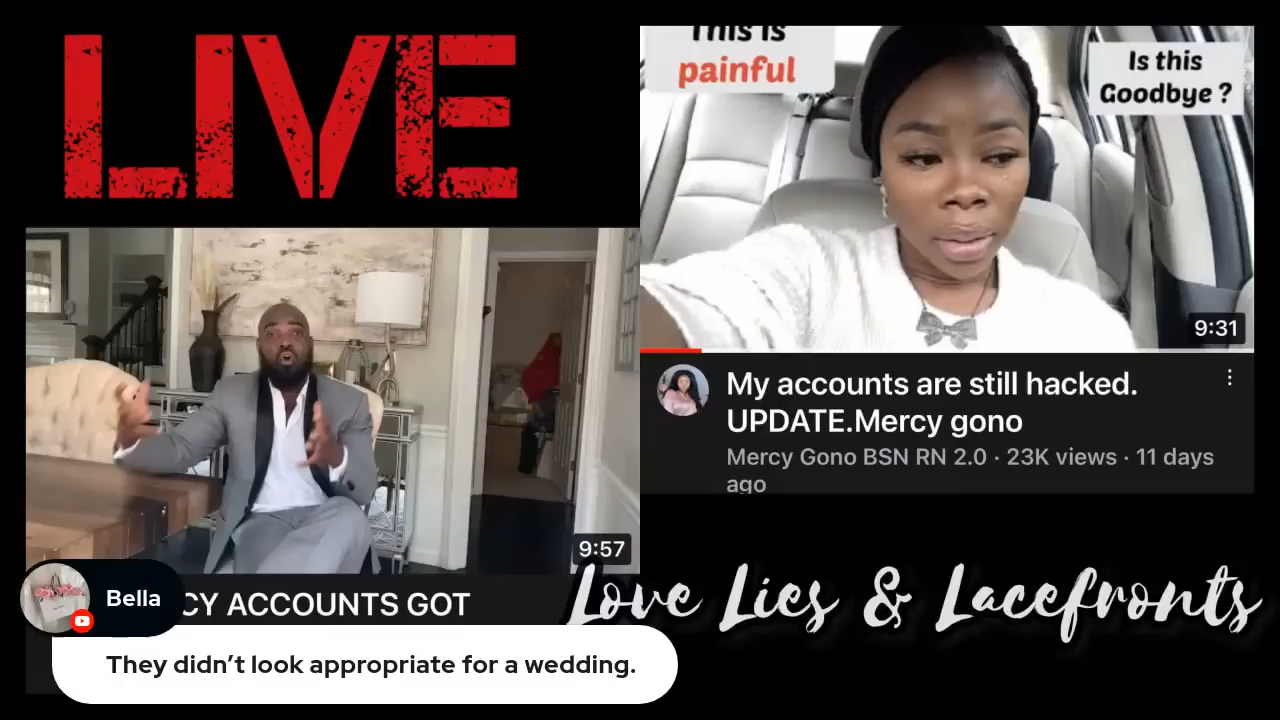 LIVE
This is
painful
Is this
Goodbye ?
9:31
My accounts are still hacked.
UPDATE.Mercy gono
Mercy Gono BSN RN 2.0 · 23K views · 11 days
ago
9:57
CY ACCOUNTS GOT
Love Lies & Lacefronts
Bella
They didn’t look appropriate for a wedding.